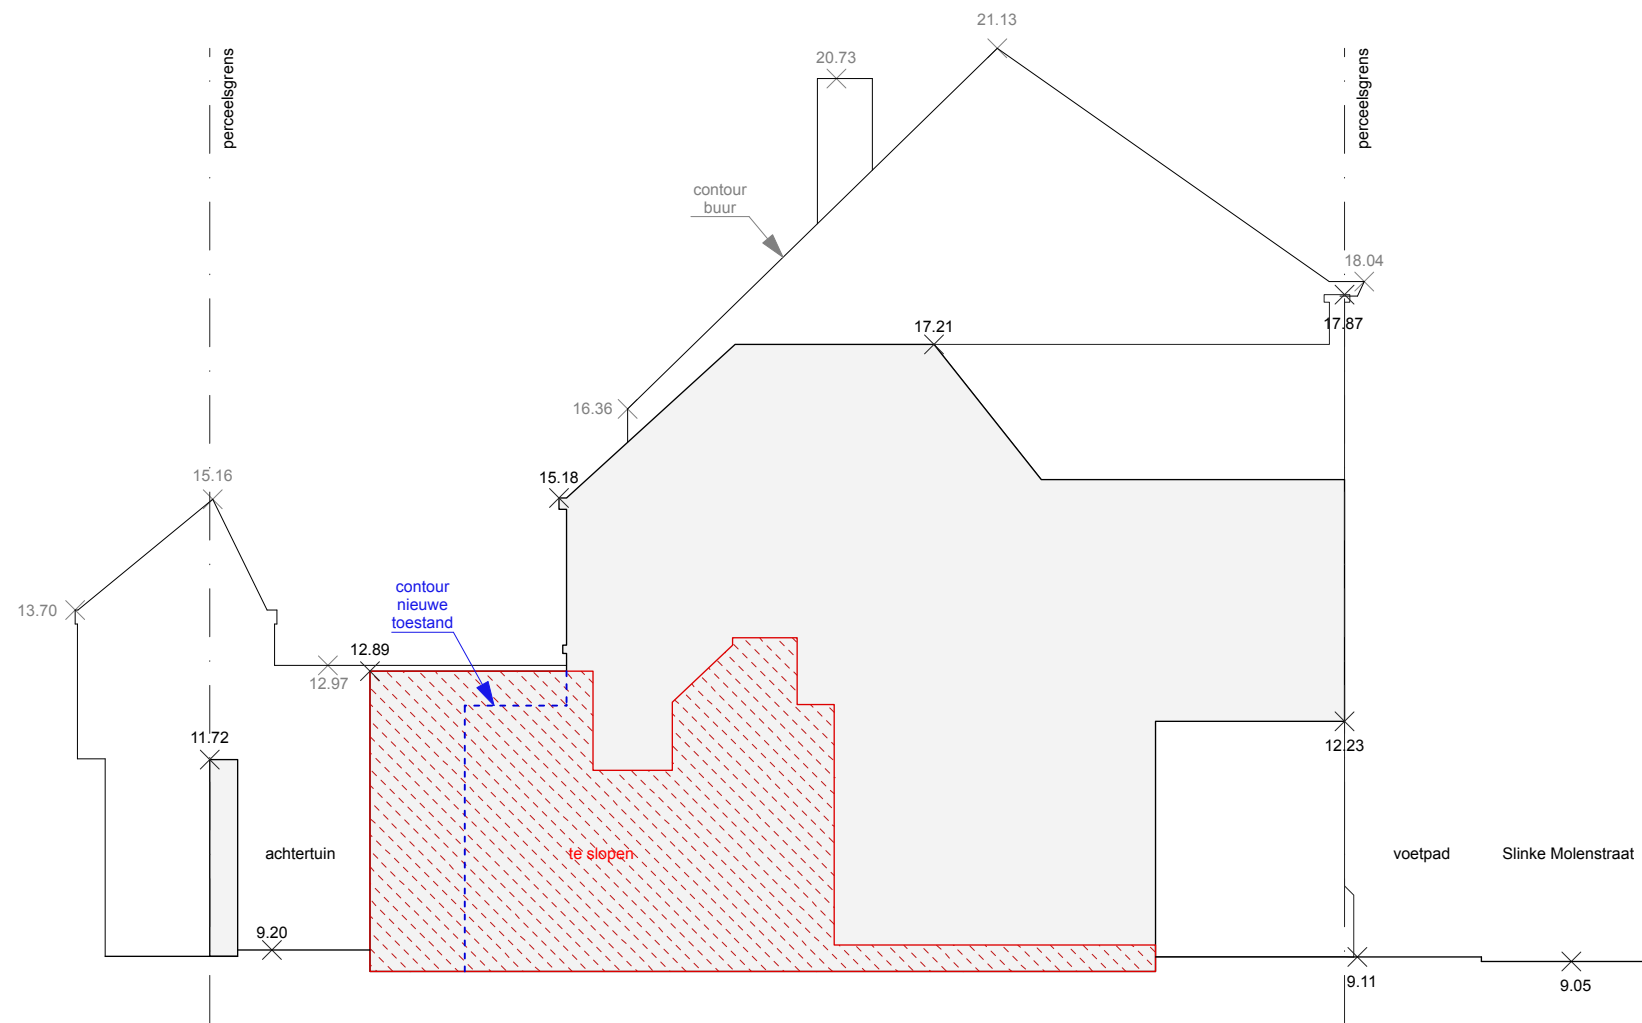 21.13
20.73
perceelsgrens
perceelsgrens
contour
buur
18.04
17.87
17.21
16.36
15.18
15.16
contour
nieuwe
toestand
13.70
12.89
12.97
11.72
12.23
achtertuin
te slopen
voetpad
Slinke Molenstraat
9.20
9.11
9.05